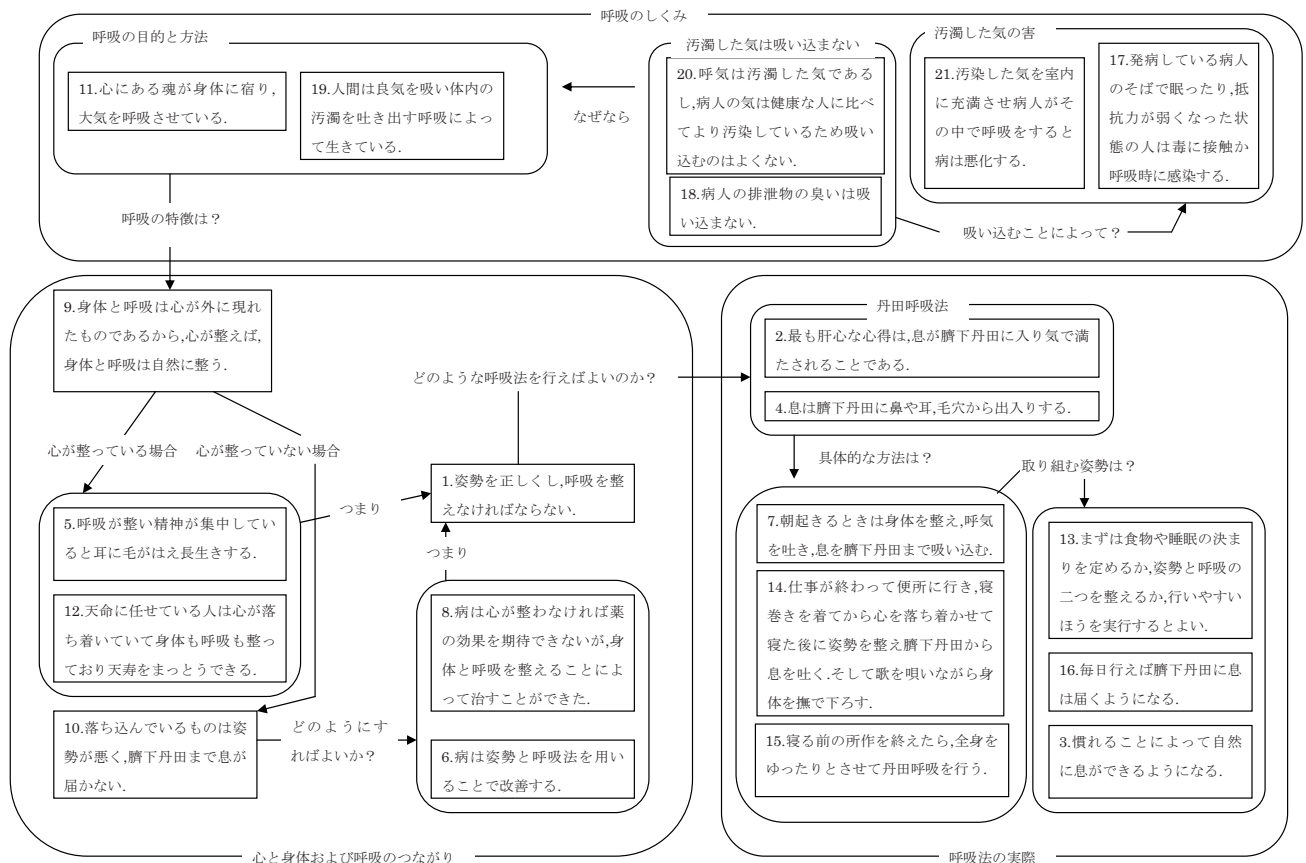 呼吸のしくみ
呼吸の目的と方法
11.心にある魂が身体に宿り,
大気を呼吸させている.
19.人間は良気を吸い体内の
汚濁を吐き出す呼吸によっ
て生きている.
なぜなら
汚濁した気は吸い込まない
20.呼気は汚濁した気である
し,病人の気は健康な人に比べ
てより汚染しているため吸い
込むのはよくない.
18.病人の排泄物の臭いは吸
い込まない.
汚濁した気の害
21.汚染した気を室内
に充満させ病人がそ
の中で呼吸をすると
病は悪化する.
17.発病している病人
のそばで眠ったり,抵
抗力が弱くなった状
態の人は毒に接触か
呼吸時に感染する.
吸い込むことによって？
呼吸の特徴は？
9.身体と呼吸は心が外に現れ
たものであるから,心が整えば,
身体と呼吸は自然に整う.
心が整っている場合
心が整っていない場合
5.呼吸が整い精神が集中してい
ると耳に毛がはえ長生きする.
12.天命に任せている人は心が落
ち着いていて身体も呼吸も整っ
ており天寿をまっとうできる.
10.落ち込んでいるものは姿
勢が悪く,臍下丹田まで息が
届かない.
どのようにす
ればよいか？
つまり
どのような呼吸法を行えばよいのか？
1.姿勢を正しくし,呼吸を整
えなければならない.
つまり
8.病は心が整わなければ薬
の効果を期待できないが,身
体と呼吸を整えることによ
って治すことができた.
6.病は姿勢と呼吸法を用い
ることで改善する.
心と身体および呼吸のつながり
丹田呼吸法
2.最も肝心な心得は,息が臍下丹田に入り気で満
たされることである.
4.息は臍下丹田に鼻や耳,毛穴から出入りする.
具体的な方法は？
取り組む姿勢は？
7.朝起きるときは身体を整え,呼気
を吐き,息を臍下丹田まで吸い込む.
14.仕事が終わって便所に行き,寝
巻きを着てから心を落ち着かせて
寝た後に姿勢を整え臍下丹田から
息を吐く.そして歌を唄いながら身
体を撫で下ろす.
15.寝る前の所作を終えたら,全身を
ゆったりとさせて丹田呼吸を行う.
13.まずは食物や睡眠の決ま
りを定めるか,姿勢と呼吸の
二つを整えるか,行いやすい
ほうを実行するとよい.
16.毎日行えば臍下丹田に息
は届くようになる.
3.慣れることによって自然
に息ができるようになる.
呼吸法の実際